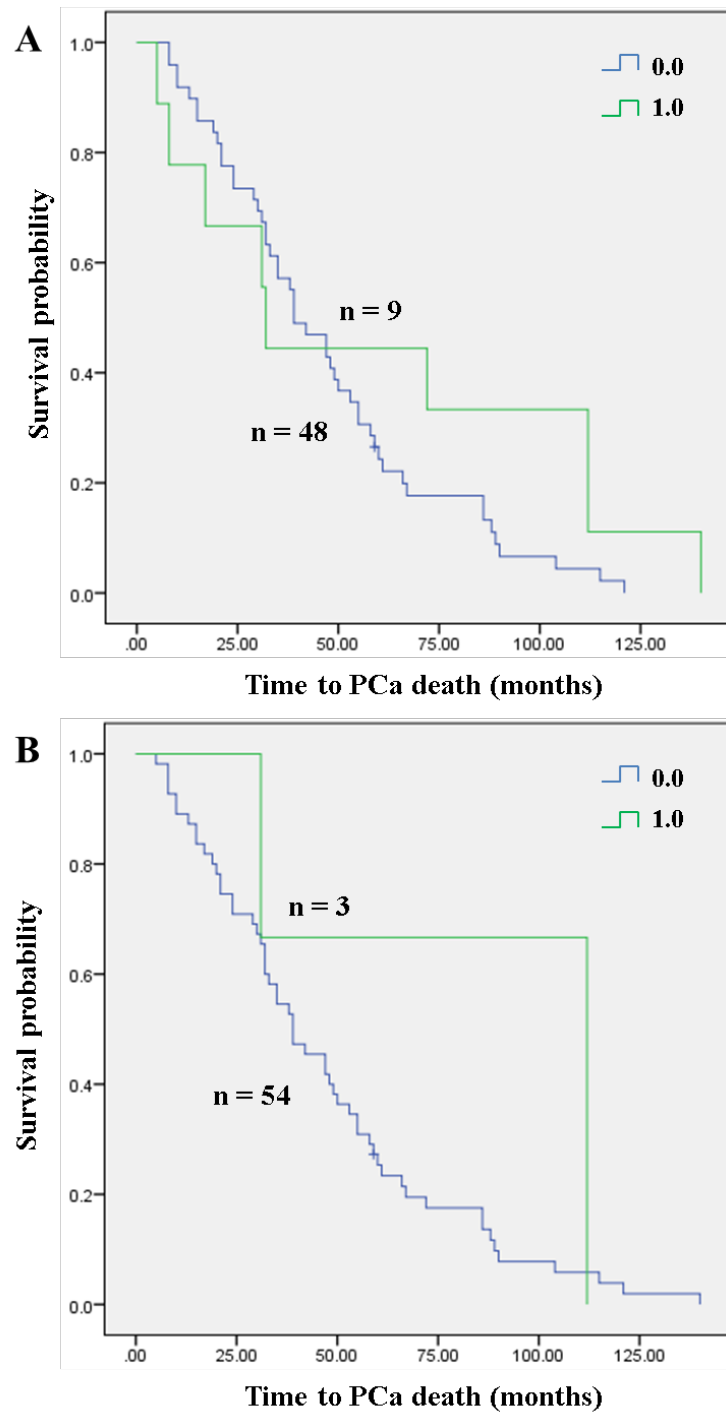 A
1.0
0.8
0.6
0.4
0.2
0.0
Survival probability
0.0
1.0
n = 9
n = 48
.00 25.00 50.00 75.00 100.00 125.00
Time to PCa death (months)
B
1.0
0.8
0.6
0.4
0.2
0.0
Survival probability
0.0
1.0
n = 3
n = 54
.00 25.00 50.00 75.00 100.00 125.00
Time to PCa death (months)